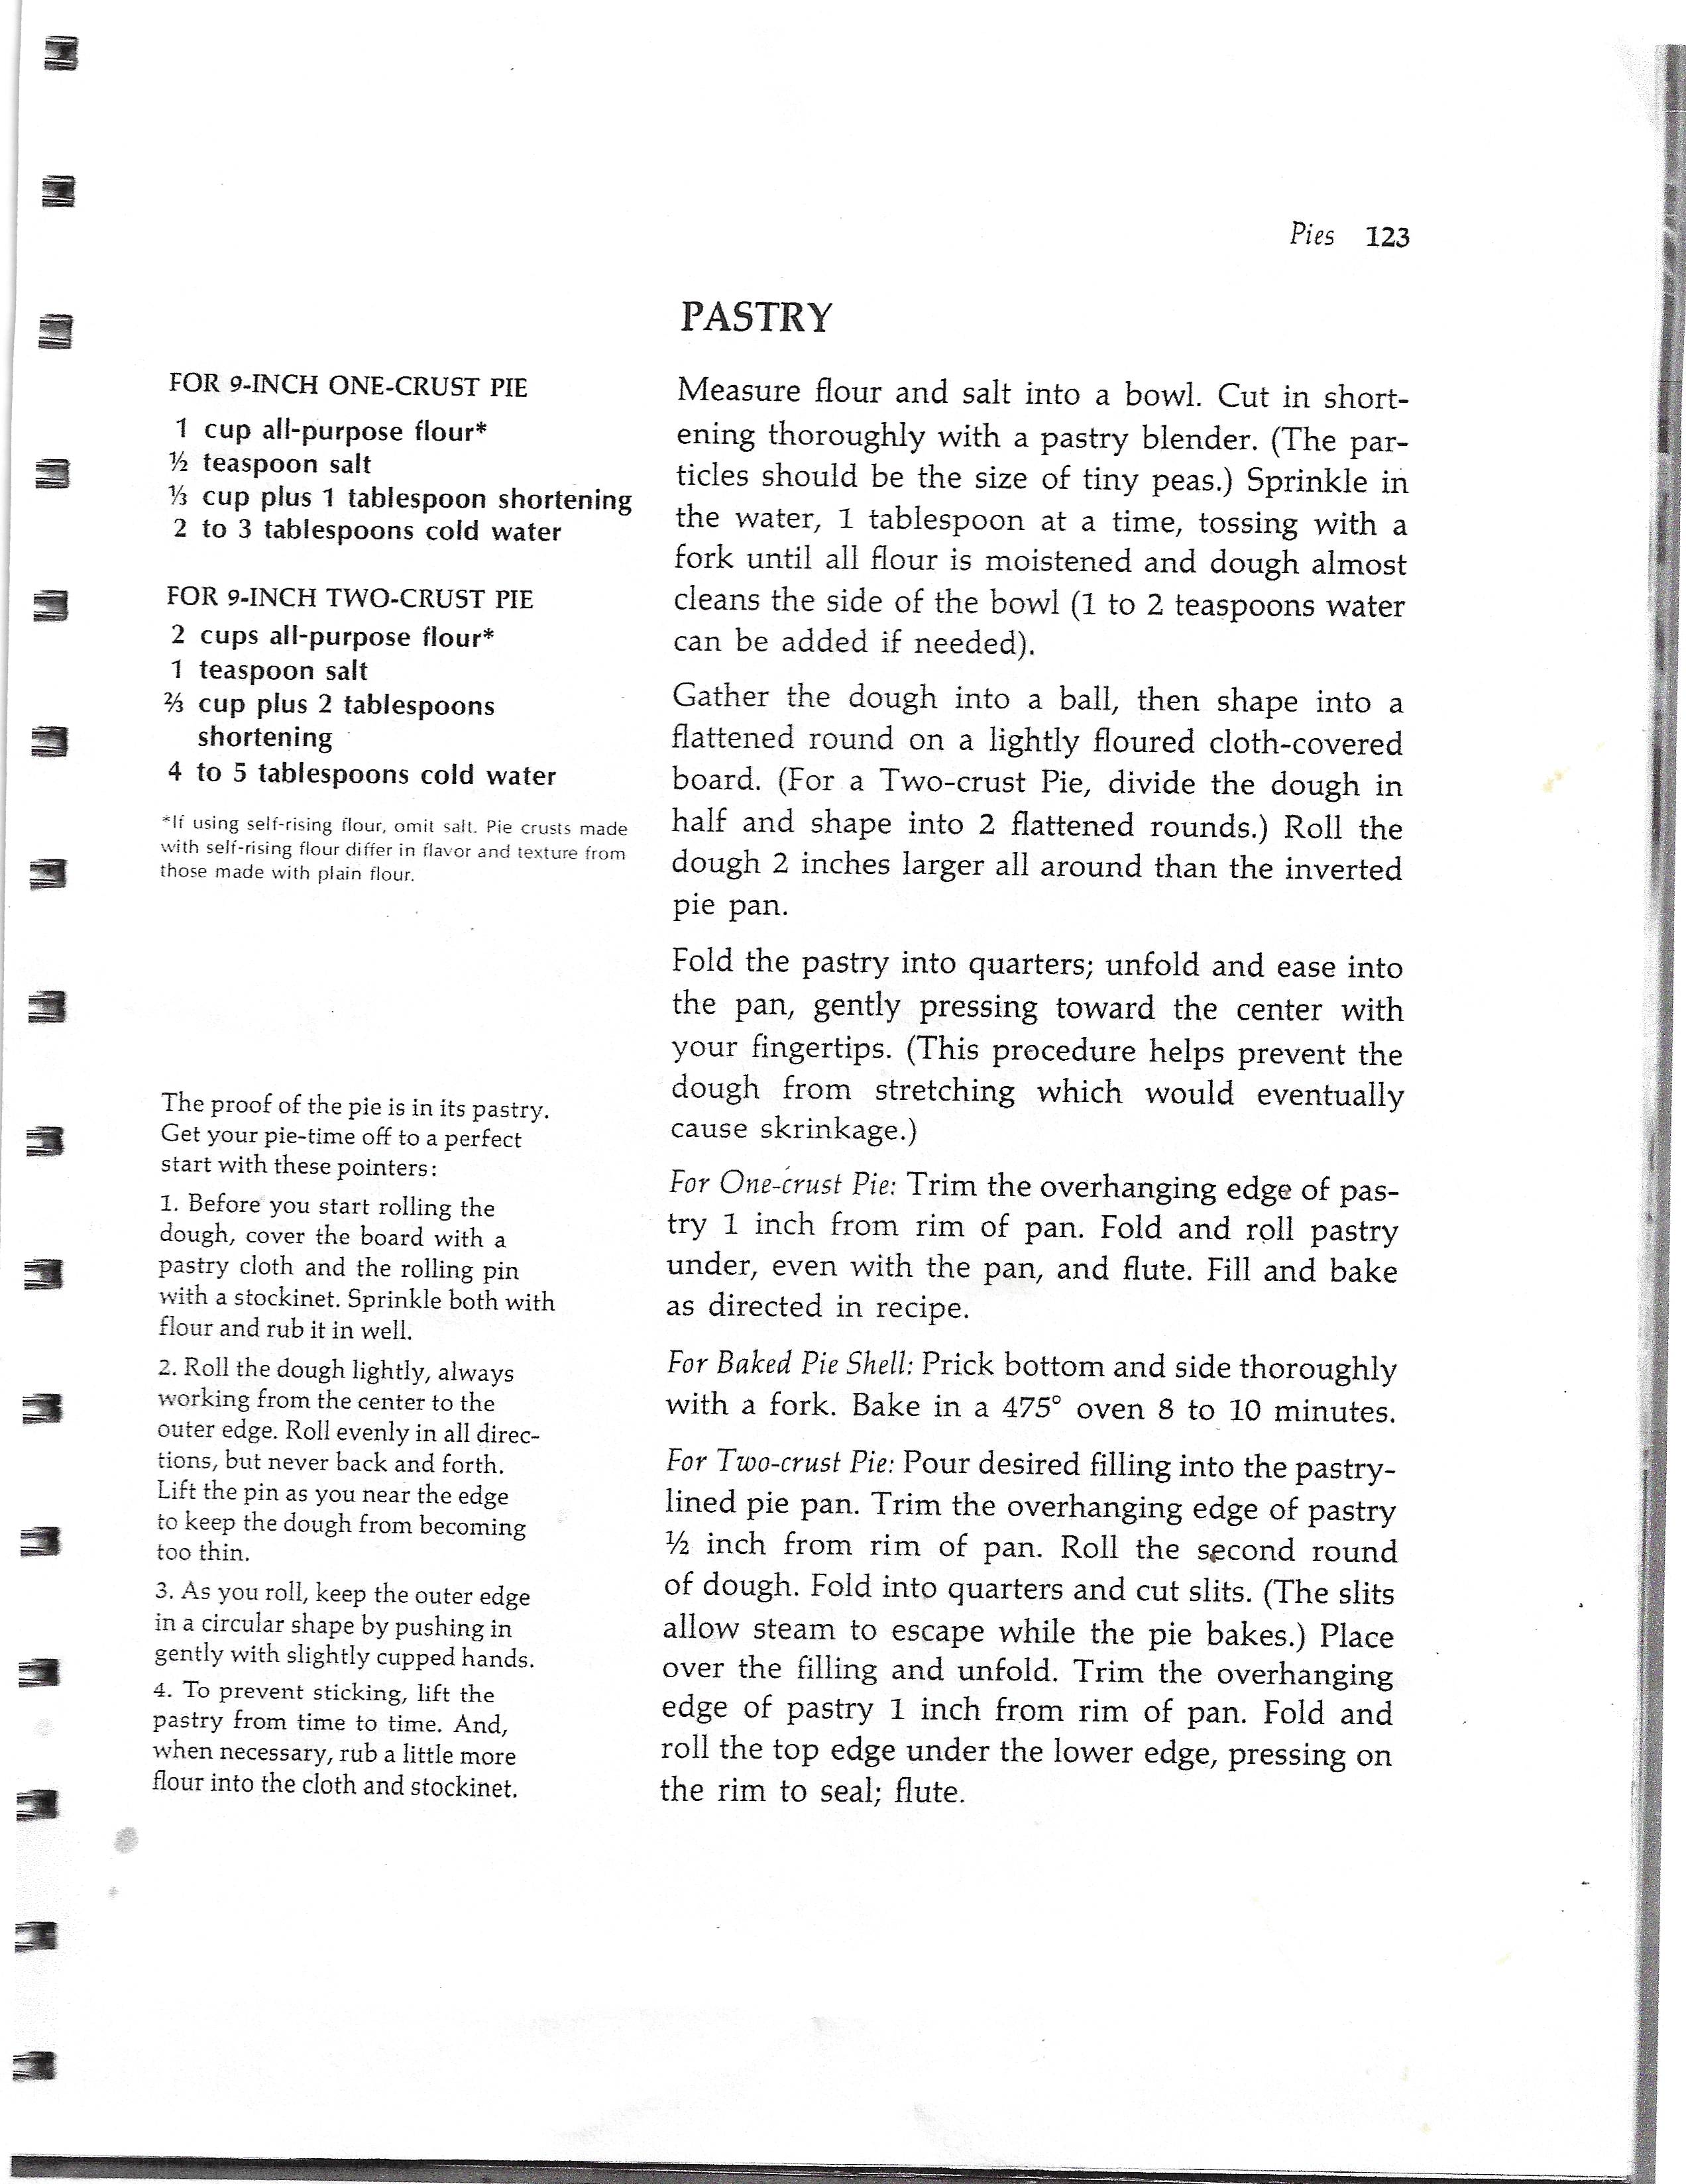 Pies 123
PASTRY
FOR 9-INCH ONE-CRUST PIE
1 cup all-purpose flour*
½ teaspoon salt
⅓ cup plus 1 tablespoon shortening
2 to 3 tablespoons cold water
FOR 9-INCH TWO-CRUST PIE
2 cups all-purpose flour*
1 teaspoon salt
⅔ cup plus 2 tablespoons
shortening
4 to 5 tablespoons cold water
*If using self-rising flour, omit salt. Pie crusts made
with self-rising flour differ in flavor and texture from
those made with plain flour.
The proof of the pie is in its pastry.
Get your pie-time off to a perfect
start with these pointers:
1. Before you start rolling the
dough, cover the board with a
pastry cloth and the rolling pin
with a stockinet. Sprinkle both with
flour and rub it in well.
2. Roll the dough lightly, always
working from the center to the
outer edge. Roll evenly in all direc-
tions, but never back and forth.
Lift the pin as you near the edge
to keep the dough from becoming
too thin.
3. As you roll, keep the outer edge
in a circular shape by pushing in
gently with slightly cupped hands.
4. To prevent sticking, lift the
pastry from time to time. And,
when necessary, rub a little more
flour into the cloth and stockinet.
Measure flour and salt into a bowl. Cut in short-
ening thoroughly with a pastry blender. (The par-
ticles should be the size of tiny peas.) Sprinkle in
the water, 1 tablespoon at a time, tossing with a
fork until all flour is moistened and dough almost
cleans the side of the bowl (1 to 2 teaspoons water
can be added if needed).
Gather the dough into a ball, then shape into a
flattened round on a lightly floured cloth-covered
board. (For a Two-crust Pie, divide the dough in
half and shape into 2 flattened rounds.) Roll the
dough 2 inches larger all around than the inverted
pie pan.
Fold the pastry into quarters; unfold and ease into
the pan, gently pressing toward the center with
your fingertips. (This procedure helps prevent the
dough from stretching which would eventually
cause skrinkage.)
For One-crust Pie: Trim the overhanging edge of pas-
try 1 inch from rim of pan. Fold and roll pastry
under, even with the pan, and flute. Fill and bake
as directed in recipe.
For Baked Pie Shell: Prick bottom and side thoroughly
with a fork. Bake in a 475° oven 8 to 10 minutes.
For Two-crust Pie: Pour desired filling into the pastry-
lined pie pan. Trim the overhanging edge of pastry
½ inch from rim of pan. Roll the second round
of dough. Fold into quarters and cut slits. (The slits
allow steam to escape while the pie bakes.) Place
over the filling and unfold. Trim the overhanging
edge of pastry 1 inch from rim of pan. Fold and
roll the top edge under the lower edge, pressing on
the rim to seal; flute.